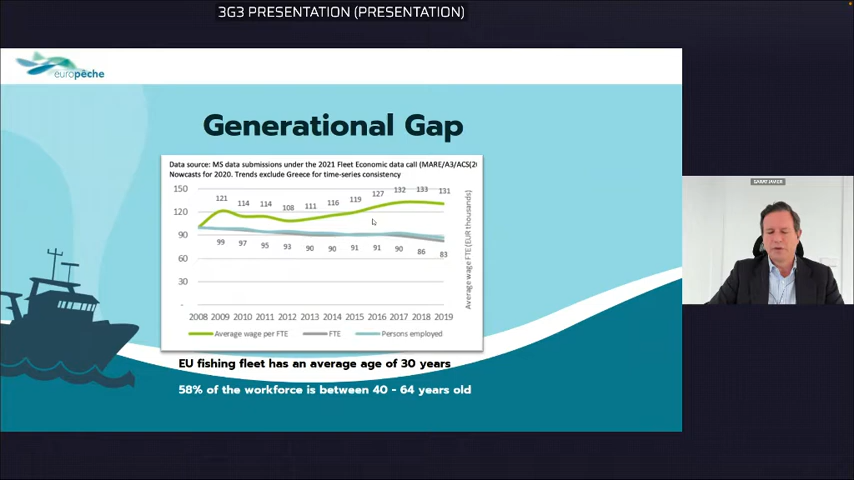 3G3 PRESENTATION (PRESENTATION)
europêche
Generational Gap
Data source: MS data submissions under the 2021 Fleet Economic data call (MARE/A3/ACS(2
Nowcasts for 2020. Trends exclude Greece for time-series consistency
150
120
90
60
30
-
121 114 114 108 111 116 119 127 132 133 131
99 97 95 93 90 90 91 91 90 86 83
2008 2009 2010 2011 2012 2013 2014 2015 2016 2017 2018 2019
Average wage FTE (EUR thousands)
Average wage per FTE FTE Persons employed
EU fishing fleet has an average age of 30 years
58% of the workforce is between 40 - 64 years old